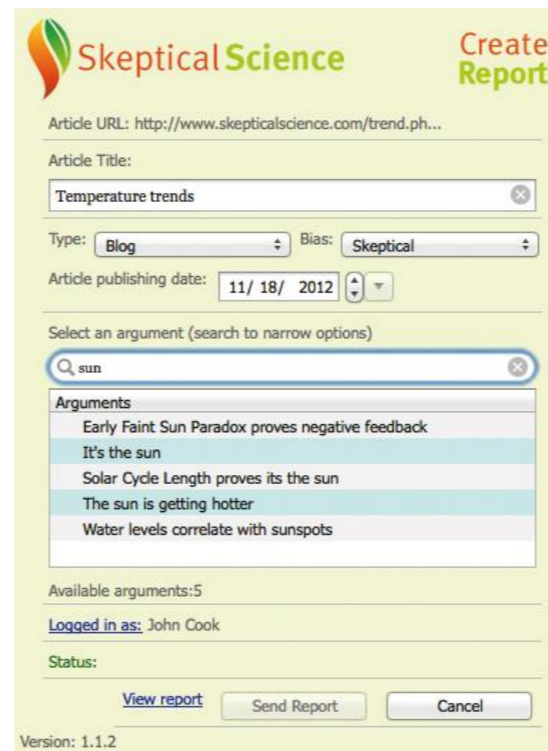 Skeptical Science
Create
Report
Article URL: http://www.skepticalscience.com/trend.ph...
Article Title:
Temperature trends
Type: Blog Bias: Skeptical
Article publishing date: 11/ 18/ 2012
Select an argument (search to narrow options)
sun
Arguments
Early Faint Sun Paradox proves negative feedback
It's the sun
Solar Cycle Length proves its the sun
The sun is getting hotter
Water levels correlate with sunspots
Available arguments:5
Logged in as: John Cook
Status:
View report Send Report Cancel
Version: 1.1.2